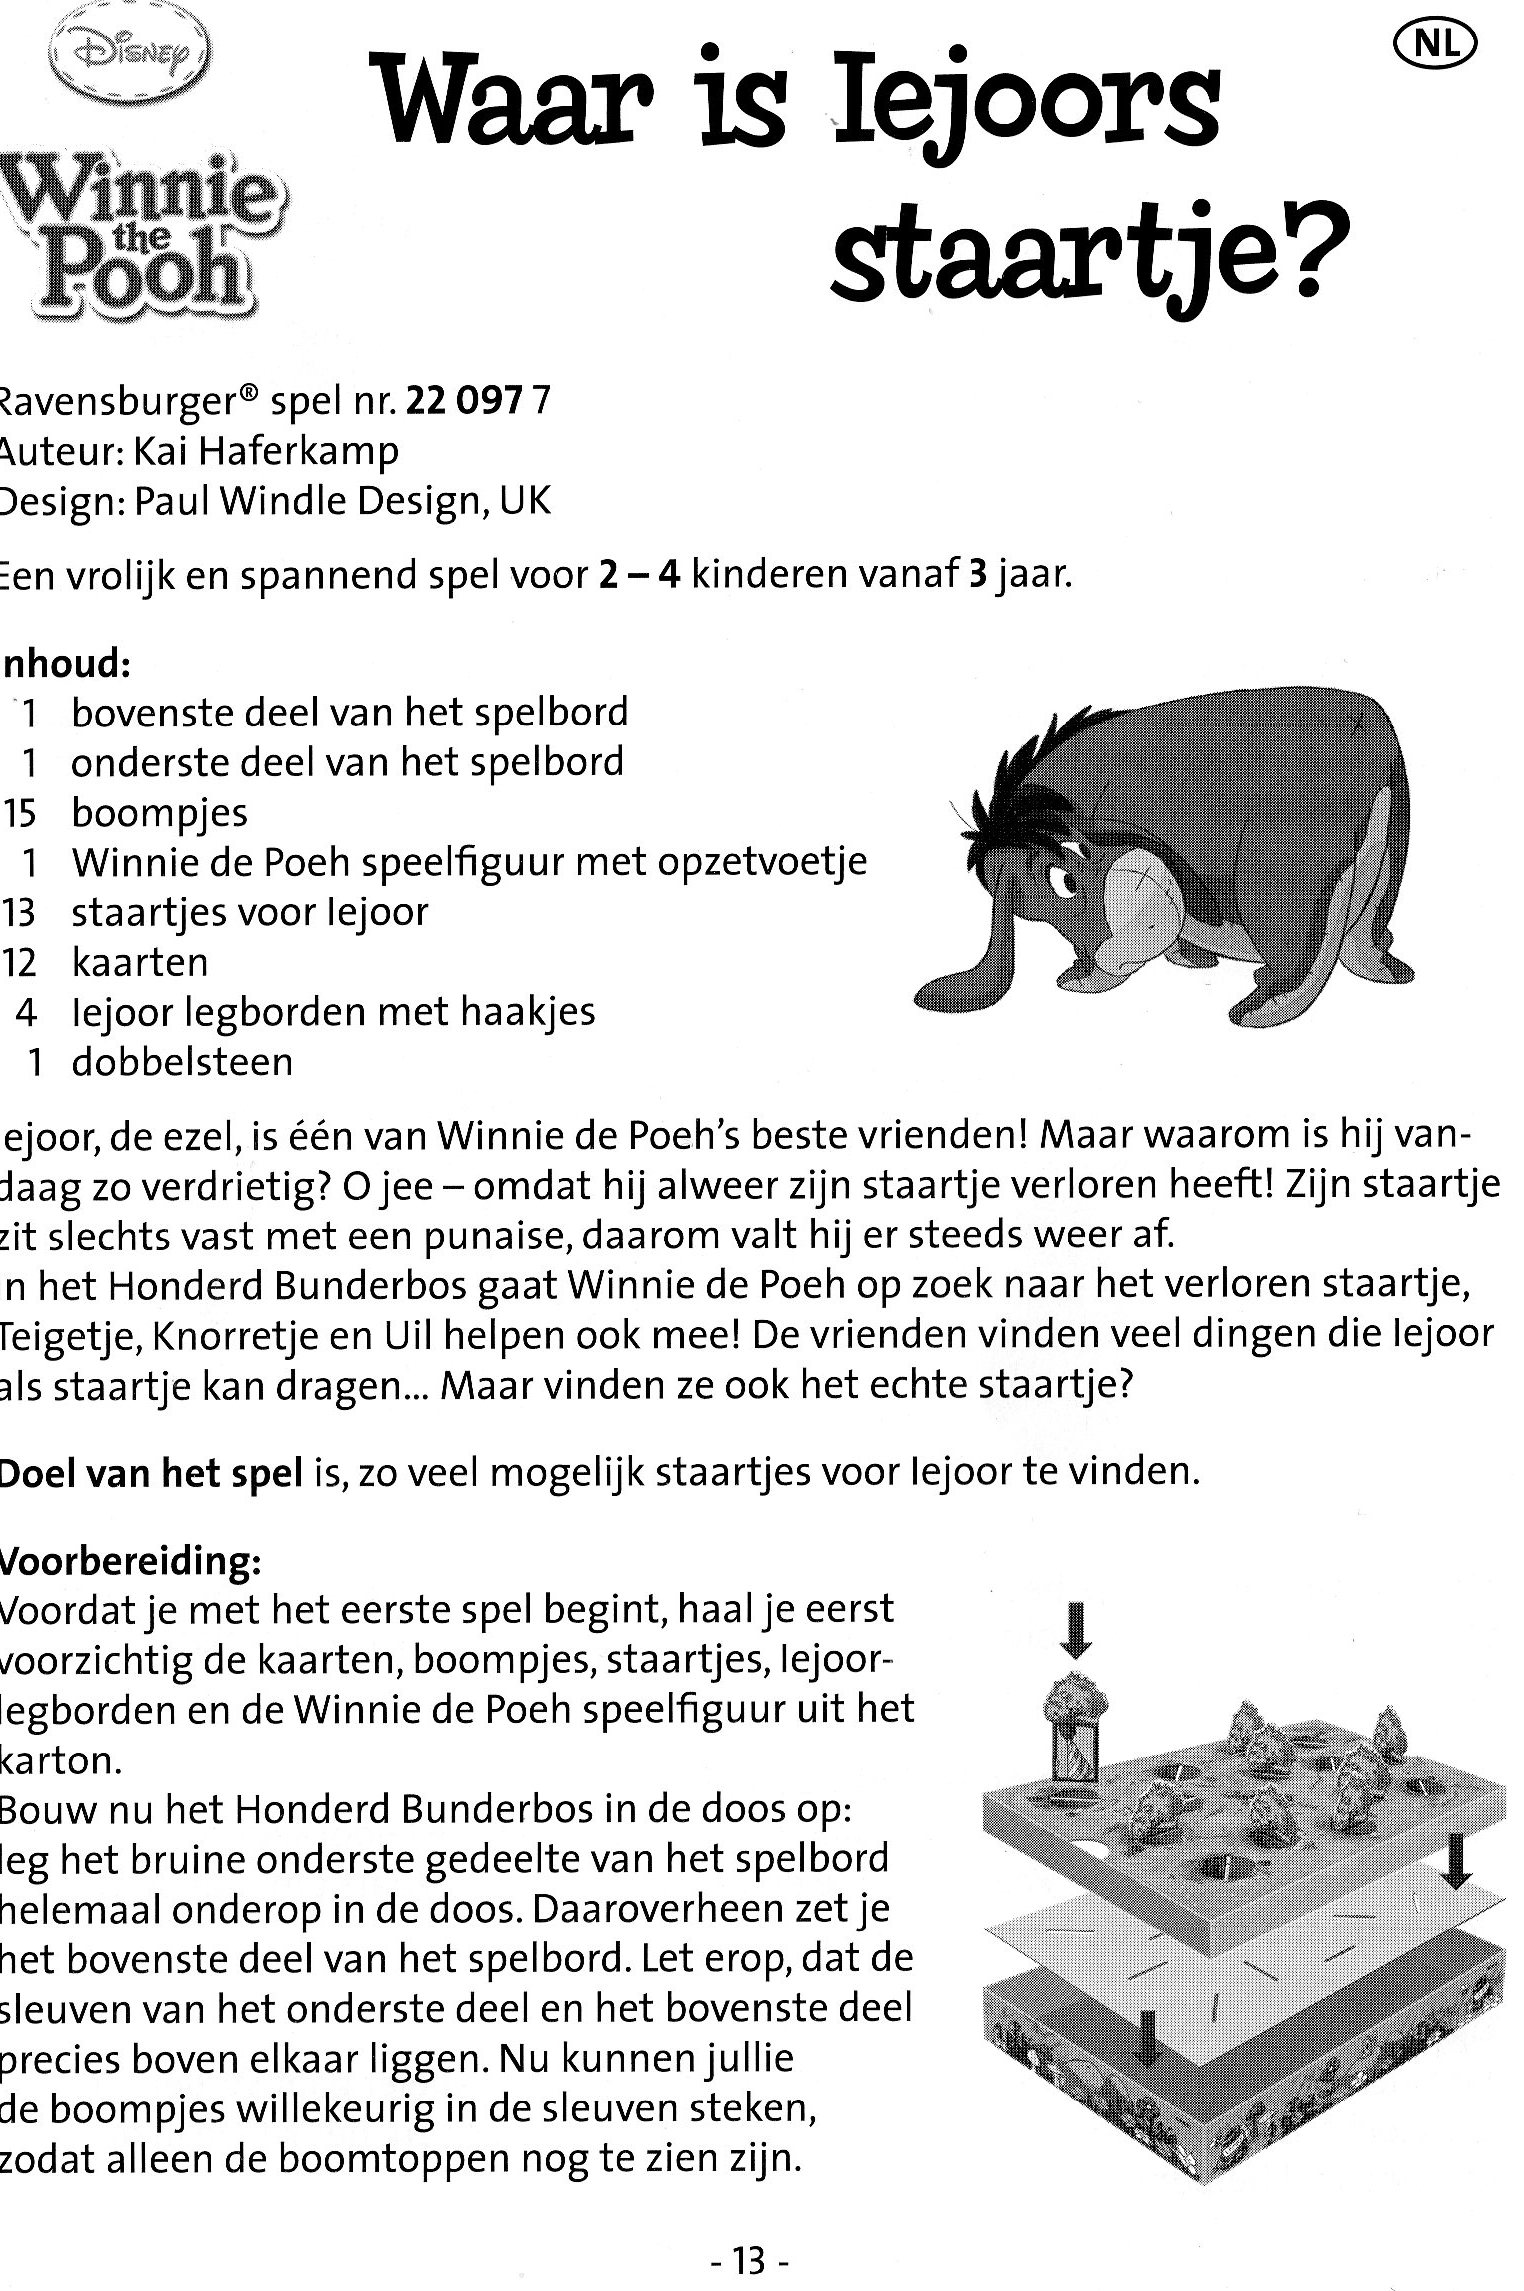 Disney
NL
Waar is Iejoors
staartje?
Winnie
the
Pooh
Ravensburger® spel nr. 22 097 7
Auteur: Kai Haferkamp
Design: Paul Windle Design, UK
Een vrolijk en spannend spel voor 2 – 4 kinderen vanaf 3 jaar.
Inhoud:
1 bovenste deel van het spelbord
1 onderste deel van het spelbord
15 boompjes
1 Winnie de Poeh speelfiguur met opzetvoetje
13 staartjes voor Iejoor
12 kaarten
4 Iejoor legborden met haakjes
1 dobbelsteen
Iejoor, de ezel, is één van Winnie de Poeh’s beste vrienden! Maar waarom is hij van-
daag zo verdrietig? O jee – omdat hij alweer zijn staartje verloren heeft! Zijn staartje
zit slechts vast met een punaise, daarom valt hij er steeds weer af.
In het Honderd Bunderbos gaat Winnie de Poeh op zoek naar het verloren staartje,
Teigetje, Knorretje en Uil helpen ook mee! De vrienden vinden veel dingen die Iejoor
als staartje kan dragen... Maar vinden ze ook het echte staartje?
Doel van het spel is, zo veel mogelijk staartjes voor Iejoor te vinden.
Voorbereiding:
Voordat je met het eerste spel begint, haal je eerst
voorzichtig de kaarten, boompjes, staartjes, Iejoor-
legborden en de Winnie de Poeh speelfiguur uit het
karton.
Bouw nu het Honderd Bunderbos in de doos op:
leg het bruine onderste gedeelte van het spelbord
helemaal onderop in de doos. Daaroverheen zet je
het bovenste deel van het spelbord. Let erop, dat de
sleuven van het onderste deel en het bovenste deel
precies boven elkaar liggen. Nu kunnen jullie
de boompjes willekeurig in de sleuven steken,
zodat alleen de boomtoppen nog te zien zijn.
- 13 -